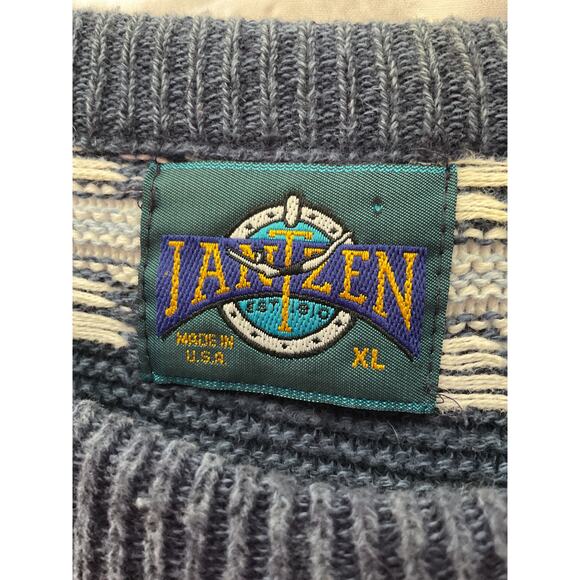 JANTZEN
EST 1910
MADE IN
U.S.A.
XL